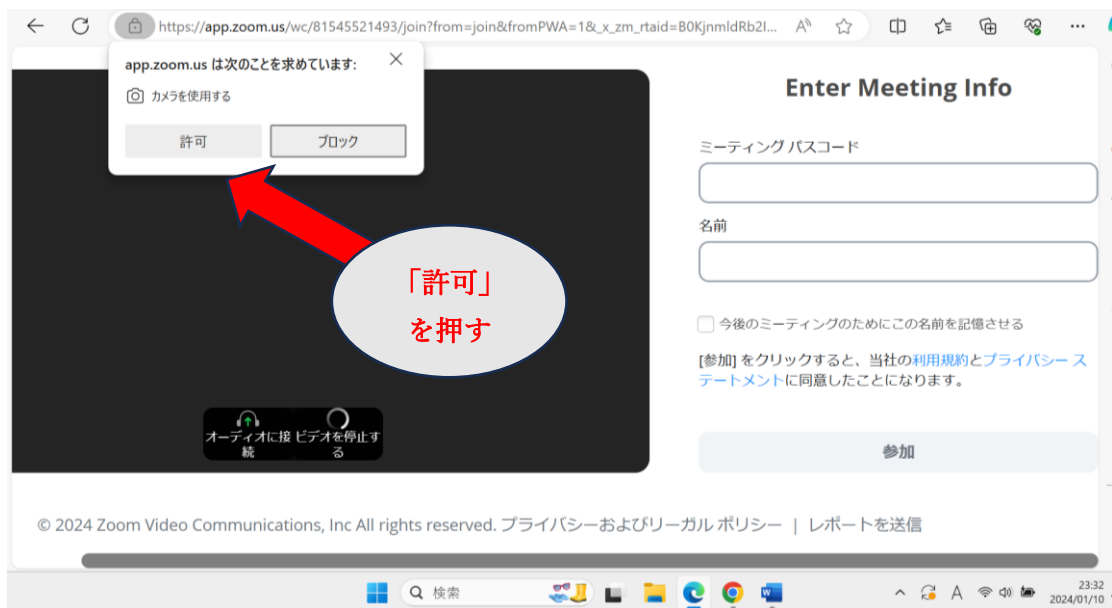 https://app.zoom.us/wc/81545521493/join?from=join&fromPWA=1&_x_zm_rtaid=B0KjnmldRb2l...
app.zoom.us は次のことを求めています:
カメラを使用する
許可
ブロック
「許可」
を押す
オーディオに接
続
ビデオを停止す
る
Enter Meeting Info
ミーティング パスコード
名前
今後のミーティングのためにこの名前を記憶させる
[参加] をクリックすると、当社の利用規約とプライバシー ス
テートメントに同意したことになります。
参加
© 2024 Zoom Video Communications, Inc All rights reserved. プライバシーおよびリーガル ポリシー | レポートを送信
検索
A
23:32
2024/01/10